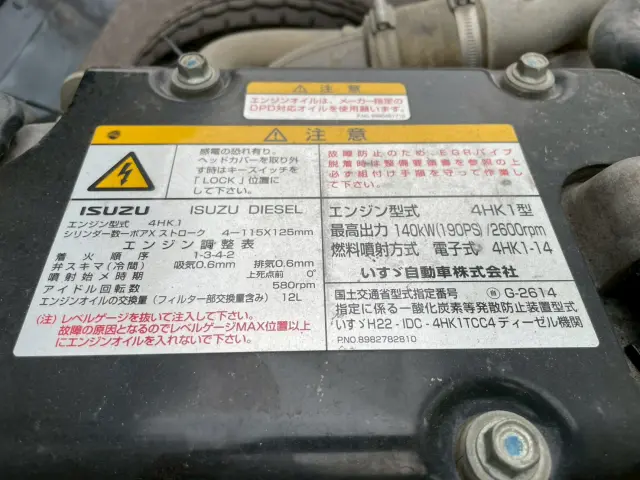 注意
エンジンオイルは、メーカー指定の
DPD対応オイルを使用願います。
注意
感電の恐れ有り、
ヘッドカバーを取り外
す時はキースイッチを
「LOCK」位置に
して下さい。
故障防止のため、EGRパイプ
脱着時は整備要領書を参照の上
必ず組付け手順を守って作業し
て下さい。
ISUZU ISUZU DIESEL
エンジン型式 4HK1
シリンダー数ーボアXストローク 4ー115X125mm
エンジン調整表
着火順序 1-3-4-2
弁スキマ(冷間) 吸気0.6mm 排気0.6mm
噴射始メ時期 上死点前 0°
アイドル回転数 580rpm
エンジンオイルの交換量(フィルター部交換量含み) 12L
(注)レベルゲージを抜いて注入して下さい。
故障の原因となるのでレベルゲージMAX位置以上
にエンジンオイルを入れないで下さい。
エンジン型式 4HK1型
最高出力 140kW(190PS)/2600rpm
燃料噴射方式 電子式 4HK1-14
いすゞ自動車株式会社
国土交通省型式指定番号 G-2614
指定に係る一酸化炭素等発散防止装置型式
いすゞH22-IDC-4HK1TCC4ディーゼル機関
P.NO.8982782810